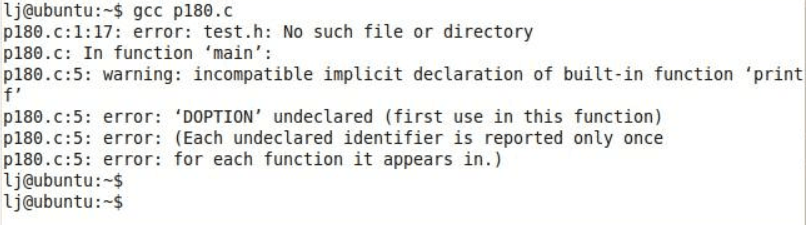 lj@ubuntu:~$ gcc p180.c
p180.c:1:17: error: test.h: No such file or directory
p180.c: In function ‘main’:
p180.c:5: warning: incompatible implicit declaration of built-in function ‘print
f’
p180.c:5: error: ‘DOPTION’ undeclared (first use in this function)
p180.c:5: error: (Each undeclared identifier is reported only once
p180.c:5: error: for each function it appears in.)
lj@ubuntu:~$
lj@ubuntu:~$